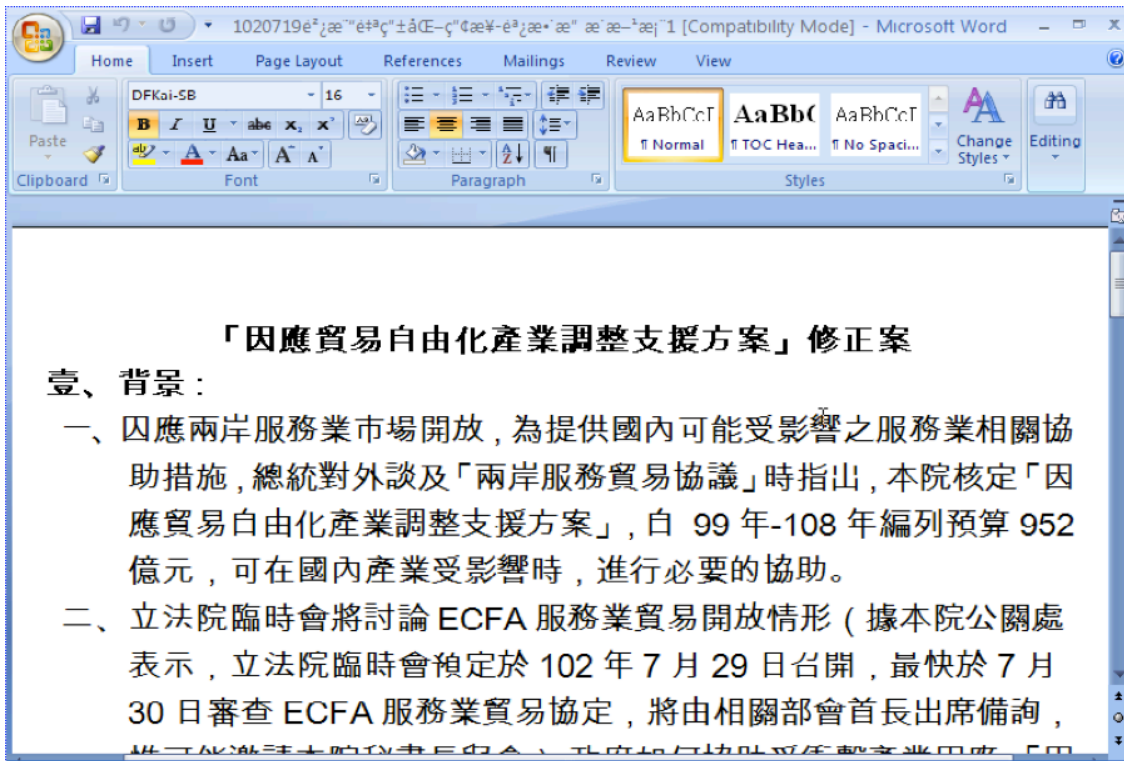 [Compatibility Mode] - Microsoft Word
Home Insert Page Layout References Mailings Review View
Paste
Clipboard
DFKai-SB 16
B I U abe x₂ x²
ab A Aa A A
Font
Paragraph
AaBbCcI AaBb( AaBbCcI
¶ Normal ¶ TOC Hea... ¶ No Spaci...
Change Styles
Styles
Editing
「因應貿易自由化產業調整支援方案」修正案
壹、背景：
一、因應兩岸服務業市場開放，為提供國內可能受影響之服務業相關協
助措施，總統對外談及「兩岸服務貿易協議」時指出，本院核定「因
應貿易自由化產業調整支援方案」，自 99 年-108 年編列預算 952
億元，可在國內產業受影響時，進行必要的協助。
二、立法院臨時會將討論 ECFA 服務業貿易開放情形（據本院公關處
表示，立法院臨時會預定於 102 年 7 月 29 日召開，最快於 7 月
30 日審查 ECFA 服務業貿易協定，將由相關部會首長出席備詢，